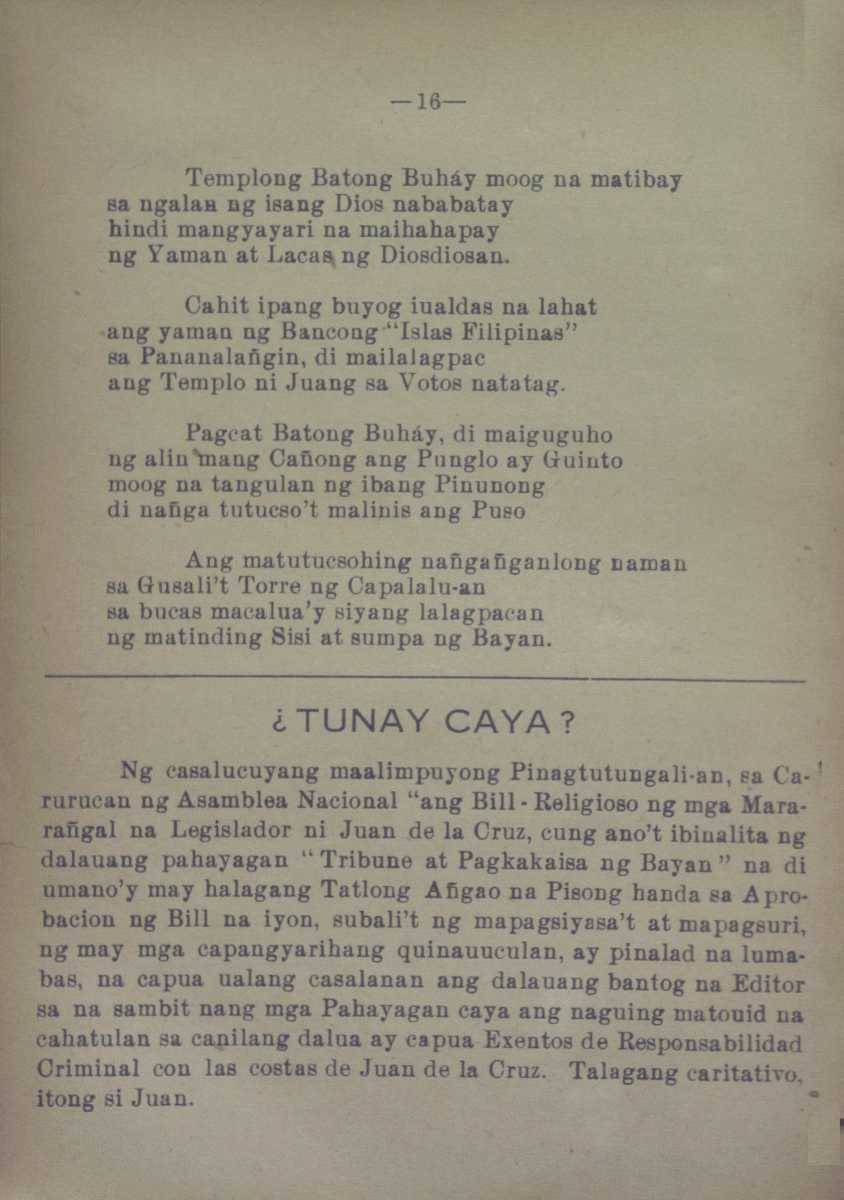 —16—
Templong Batong Buháy moog na matibay
sa ngalan ng isang Dios nababatay
hindi mangyayari na maihahapay
ng Yaman at Lacas ng Diosdiosan.
Cahit ipang buyog iualdas na lahat
ang yaman ng Bancong "Islas Filipinas"
sa Pananalañgin, di mailalagpac
ang Templo ni Juang sa Votos natatag.
Pagcat Batong Buháy, di maiguguho
ng alin mang Cañong ang Punglo ay Guinto
moog na tangulan ng ibang Pinunong
di nañga tutucso't malinis ang Puso
Ang matutucsohing nañgañganlong naman
sa Gusali't Torre ng Capalalu-an
sa bucas macalua'y siyang lalagpacan
ng matinding Sisi at sumpa ng Bayan.
¿TUNAY CAYA?
Ng casalucuyang maalimpuyong Pinagtutungali-an, sa Ca-
rurucan ng Asamblea Nacional "ang Bill-Religioso ng mga Mara-
rañgal na Legislador ni Juan de la Cruz, cung ano't ibinalita ng
dalauang pahayagan "Tribune at Pagkakaisa ng Bayan" na di
umano'y may halagang Tatlong Añgao na Pisong handa sa Apro-
bacion ng Bill na iyon, subali't ng mapagsiyasa't at mapagsuri,
ng may mga capangyarihang quinauuculan, ay pinalad na luma-
bas, na capua ualang casalanan ang dalauang bantog na Editor
sa na sambit nang mga Pahayagan caya ang naguing matouid na
cahatulan sa canilang dalua ay capua Exentos de Responsabilidad
Criminal con las costas de Juan de la Cruz. Talagang caritativo,
itong si Juan.